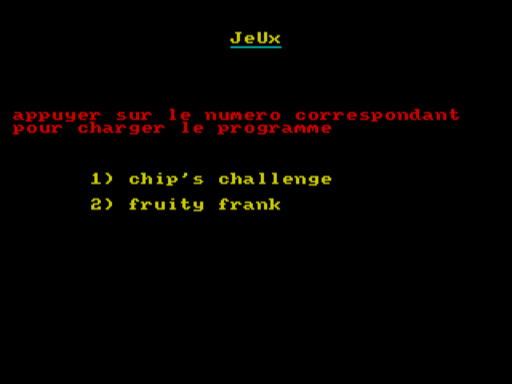 JeUx
appuyer sur le numero correspondant
pour charger le programme
1) chip's challenge
2) fruity frank